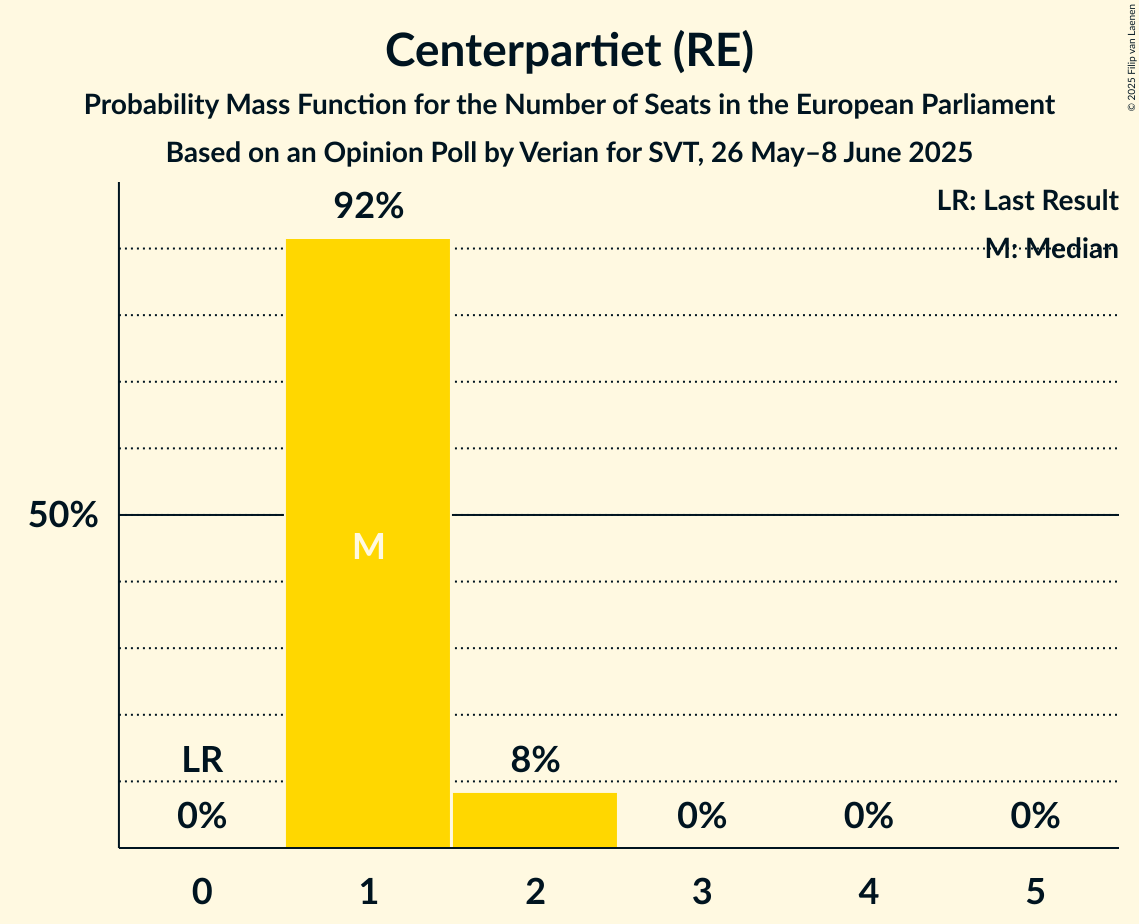 Centerpartiet (RE)
Probability Mass Function for the Number of Seats in the European Parliament
Based on an Opinion Poll by Verian for SVT, 26 May–8 June 2025
© 2025 Filip van Laenen
LR: Last Result
M: Median
92%
50%
M
LR
8%
0%
0%
0%
0%
0 1 2 3 4 5